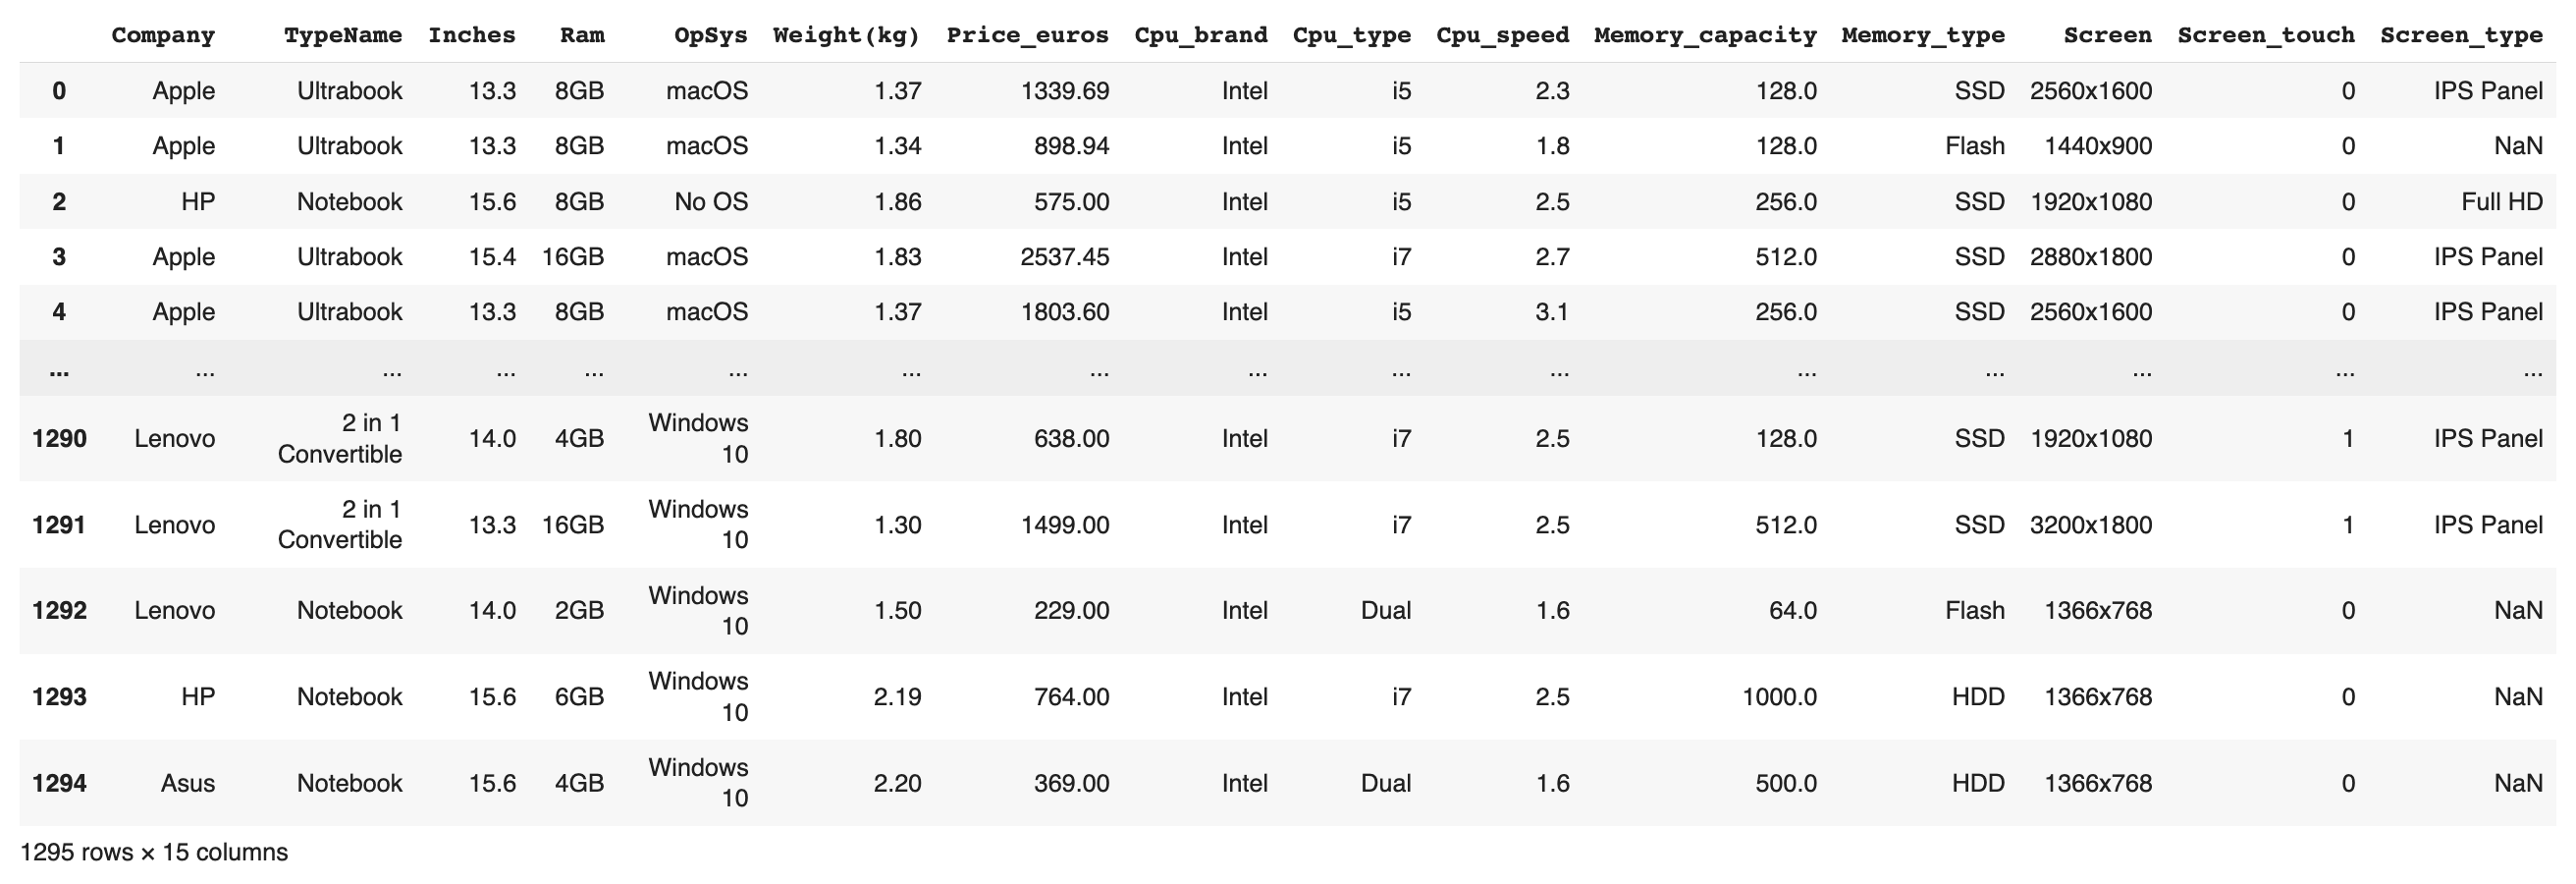 Company TypeName Inches Ram OpSys Weight(kg) Price_euros Cpu_brand Cpu_type Cpu_speed Memory_capacity Memory_type Screen Screen_touch Screen_type
0 Apple Ultrabook 13.3 8GB macOS 1.37 1339.69 Intel i5 2.3 128.0 SSD 2560x1600 0 IPS Panel
1 Apple Ultrabook 13.3 8GB macOS 1.34 898.94 Intel i5 1.8 128.0 Flash 1440x900 0 NaN
2 HP Notebook 15.6 8GB No OS 1.86 575.00 Intel i5 2.5 256.0 SSD 1920x1080 0 Full HD
3 Apple Ultrabook 15.4 16GB macOS 1.83 2537.45 Intel i7 2.7 512.0 SSD 2880x1800 0 IPS Panel
4 Apple Ultrabook 13.3 8GB macOS 1.37 1803.60 Intel i5 3.1 256.0 SSD 2560x1600 0 IPS Panel
... ... ... ... ... ... ... ... ... ... ... ... ... ... ... ...
1290 Lenovo 2 in 1 Convertible 14.0 4GB Windows 10 1.80 638.00 Intel i7 2.5 128.0 SSD 1920x1080 1 IPS Panel
1291 Lenovo 2 in 1 Convertible 13.3 16GB Windows 10 1.30 1499.00 Intel i7 2.5 512.0 SSD 3200x1800 1 IPS Panel
1292 Lenovo Notebook 14.0 2GB Windows 10 1.50 229.00 Intel Dual 1.6 64.0 Flash 1366x768 0 NaN
1293 HP Notebook 15.6 6GB Windows 10 2.19 764.00 Intel i7 2.5 1000.0 HDD 1366x768 0 NaN
1294 Asus Notebook 15.6 4GB Windows 10 2.20 369.00 Intel Dual 1.6 500.0 HDD 1366x768 0 NaN
1295 rows × 15 columns